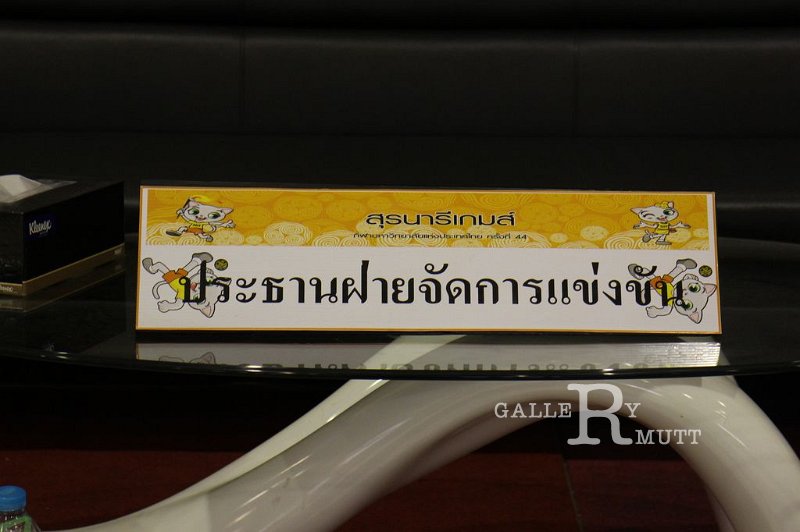 สุรนารีเกมส์
กีฬามหาวิทยาลัยแห่งประเทศไทย ครั้งที่ 44
ประธานฝ่ายจัดการแข่งขัน
Kleenex
GALLERY
RMUTT